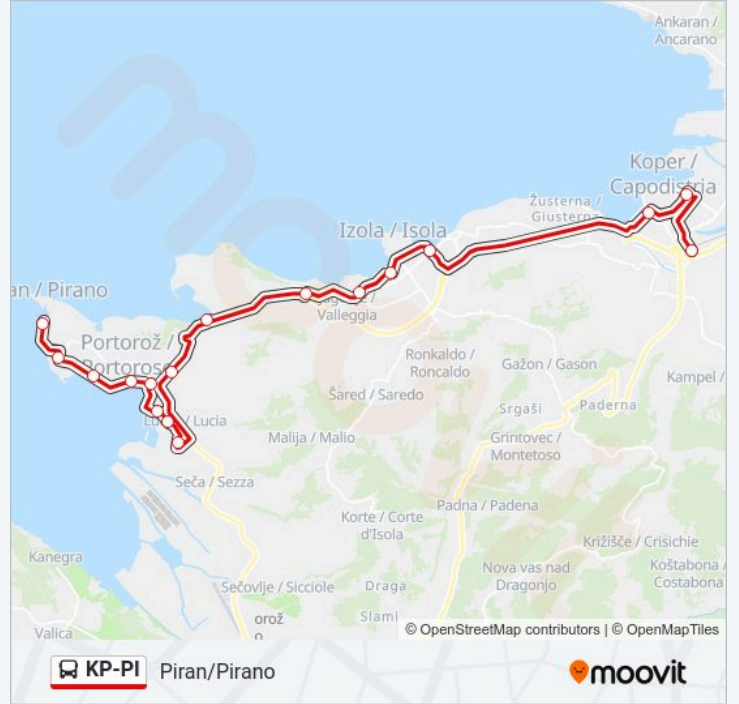 Ankaran /
Ancarano
Koper /
Capodistria
Žusterna /
Giusterna
Izola / Isola
an / Pirano
Valleggia
Portorož /
Portorose
Ronkaldo /
Roncaldo
Gažon / Gason
Kampel /
Šared / Saredo
Srgaši
Paderna
/ Lucia
Malija / Malio
Grintovec /
Montetoso
Seča / Sezza
Padna / Padena
Korte / Corte
d'Isola
Križišče / Crisichie
Kanegra
Nova vas nad
Dragonjo
Koštabona /
Costabona
Sečovlje / Sicciole
Draga
Slami
orož
o
Valica
© OpenStreetMap contributors | © OpenMapTiles
KP-PI Piran/Pirano
moovit